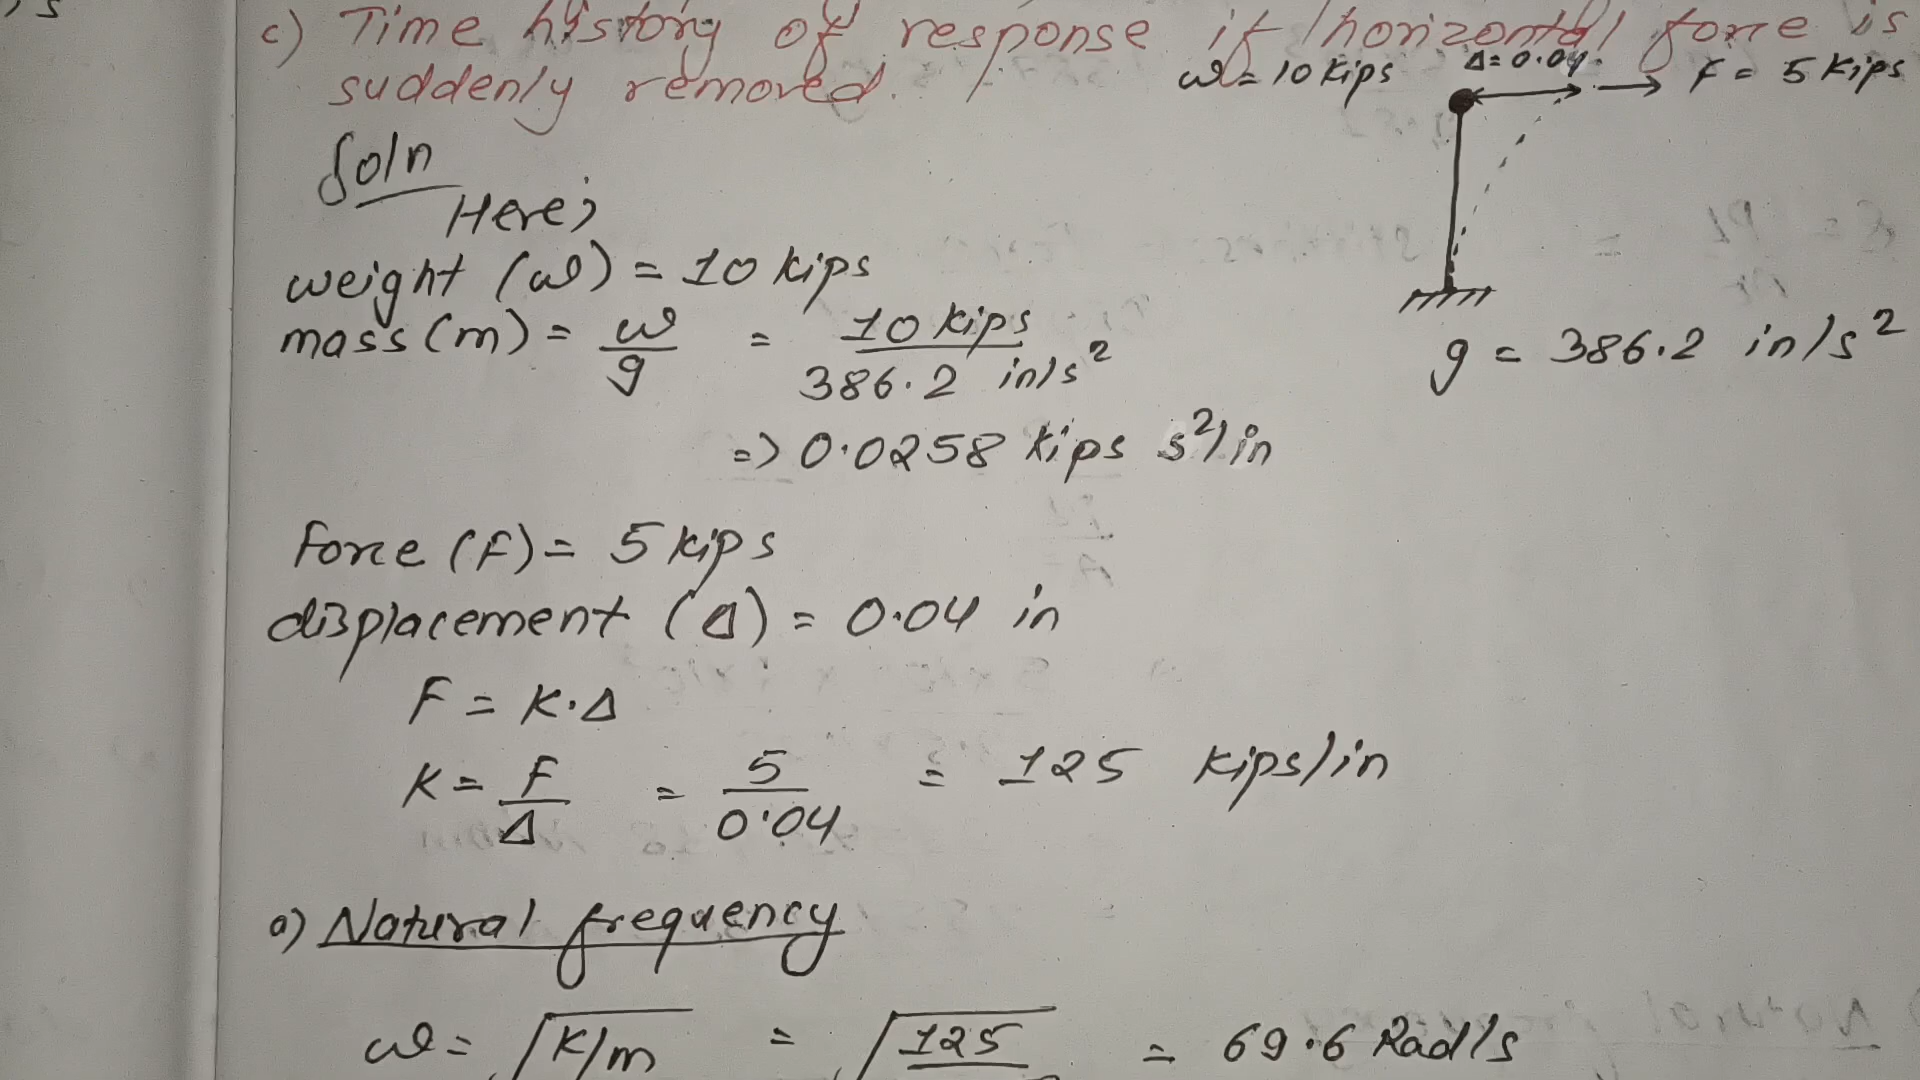 c) Time history of response if horizontal force is
suddenly removed.
w = 10 kips Δ = 0.04. F = 5 kips
Soln
Here;
weight (w) = 10 kips
mass (m) = w/g = 10 kips / 386.2 in/s²
g = 386.2 in/s²
=> 0.0258 kips s²/in
Force (F) = 5 kips
displacement (Δ) = 0.04 in
F = K.Δ
K = F/Δ = 5/0.04 = 125 kips/in
a) Natural frequency
ω = √K/m = √125 = 69.6 Rad/s